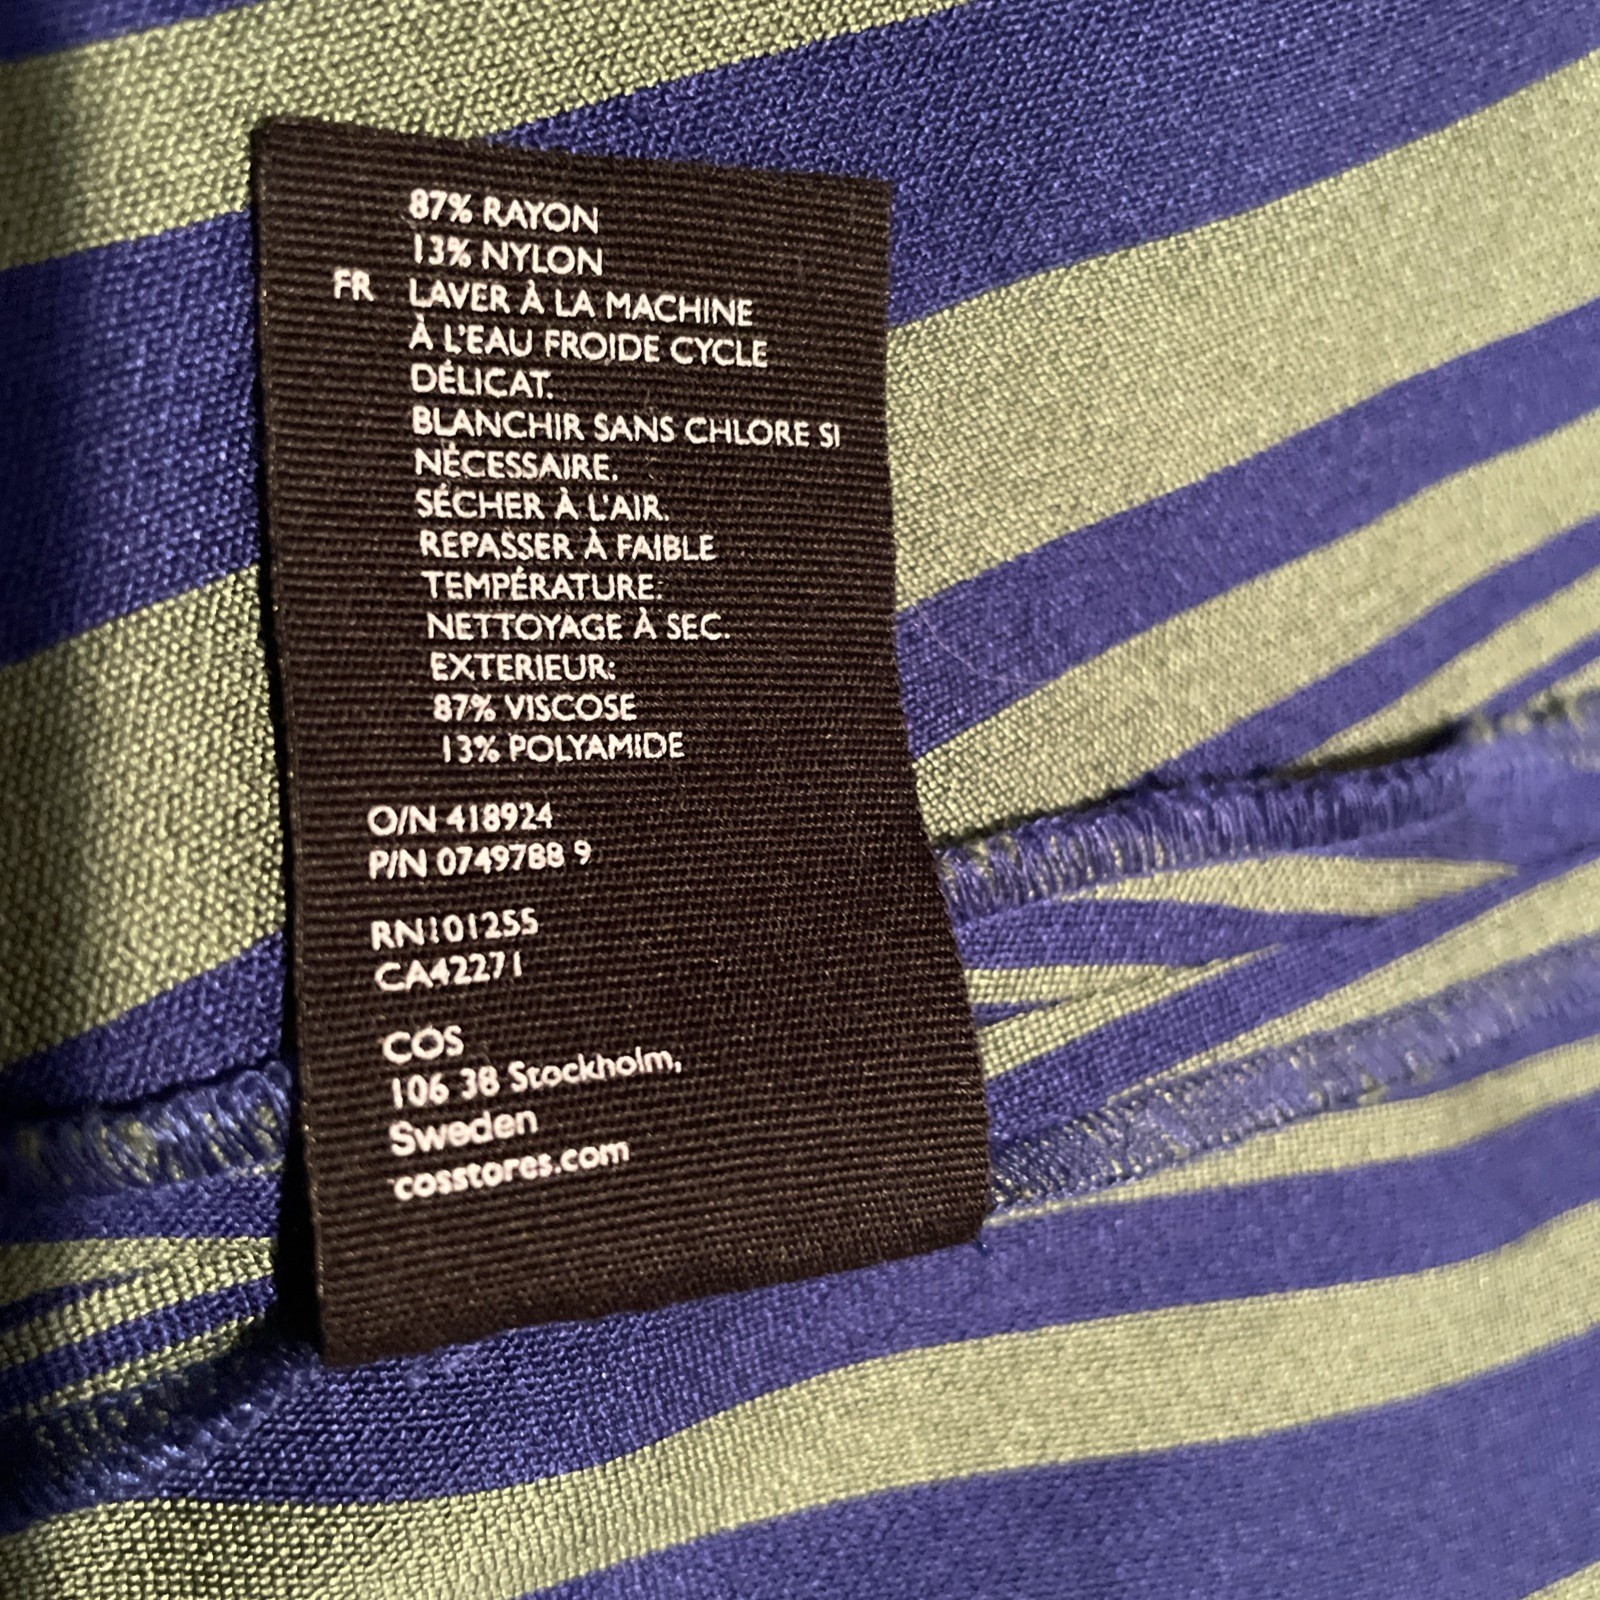 87% RAYON
13% NYLON
FR LAVER À LA MACHINE
À L'EAU FROIDE CYCLE
DÉLICAT.
BLANCHIR SANS CHLORE SI
NÉCESSAIRE.
SÉCHER À L'AIR.
REPASSER À FAIBLE
TEMPÉRATURE.
NETTOYAGE À SEC.
EXTERIEUR:
87% VISCOSE
13% POLYAMIDE
O/N 418924
P/N 0749788 9
RN101255
CA42271
COS
106 38 Stockholm,
Sweden
cosstores.com